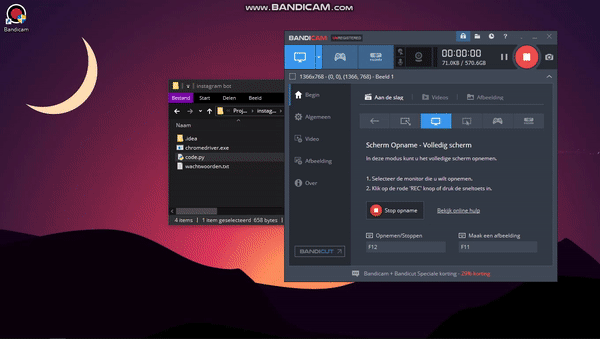 www.BANDICAM.com
Bandicam
BANDICAM UNREGISTERED
00:00:00
71.0KB / 570.6GB
1366x768 - (0, 0), (1366, 768) - Beeld 1
Begin
Algemeen
Video
Afbeelding
Over
BANDICUT
Aan de slag
Videos
Afbeelding
Scherm Opname - Volledig scherm
In deze modus kunt u het volledige scherm opnemen.
1. Selecteer de monitor die u wilt opnemen.
2. Klik op de rode 'REC' knop of druk de sneltoets in.
Stop opname
Bekijk online hulp
Opnemen/Stoppen
Maak een afbeelding
F12
F11
Bandicam + Bandicut Speciale korting - 29% korting
instagram bot
Bestand Start Delen Beeld
Proj... instag...
Naam
.idea
chromedriver.exe
code.py
wachtwoorden.txt
4 items 1 item geselecteerd 658 bytes